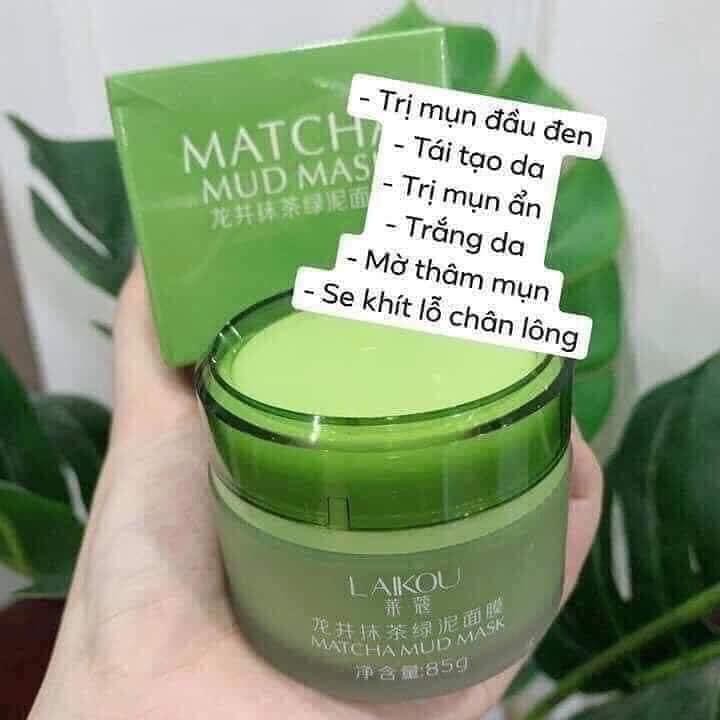 MATCHA
MUD MASK
龙井抹茶绿泥面
- Trị mụn đầu đen
- Tái tạo da
- Trị mụn ẩn
- Trắng da
- Mờ thâm mụn
- Se khít lỗ chân lông
LAIKOU
莱蔻
龙井抹茶绿泥面膜
MATCHA MUD MASK
净含量:85g